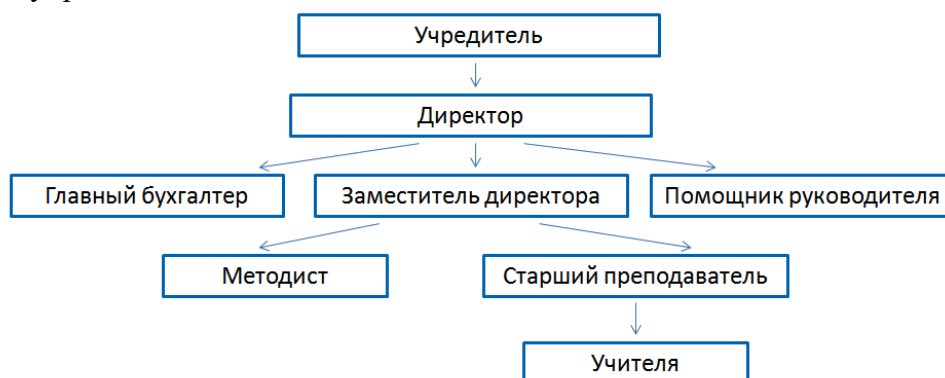 Учредитель
Директор
Главный бухгалтер
Заместитель директора
Помощник руководителя
Методист
Старший преподаватель
Учителя